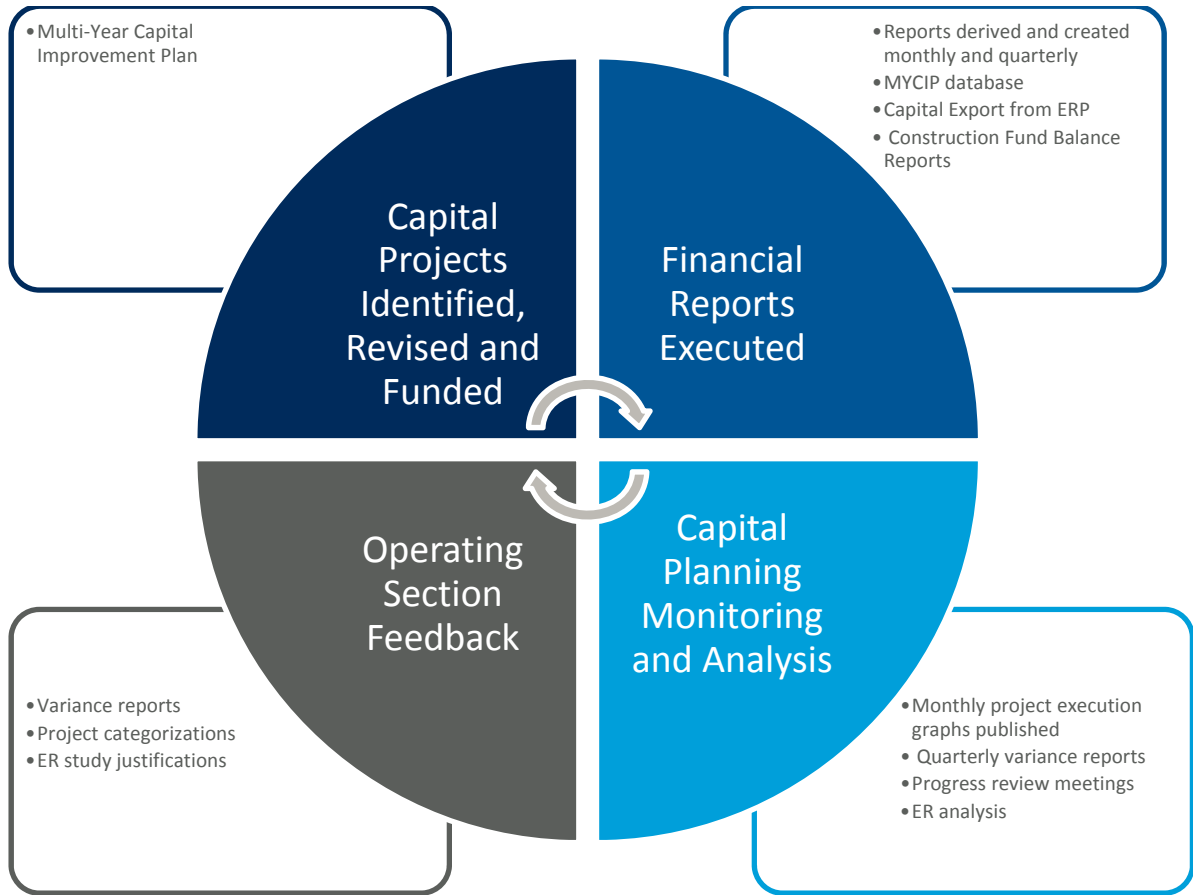 •Multi-Year Capital
Improvement Plan
•Reports derived and created
monthly and quarterly
•MYCIP database
•Capital Export from ERP
• Construction Fund Balance
Reports
Capital
Projects
Identified,
Revised and
Funded
Financial
Reports
Executed
Operating
Section
Feedback
Capital
Planning
Monitoring
and Analysis
•Variance reports
•Project categorizations
•ER study justifications
•Monthly project execution
graphs published
• Quarterly variance reports
•Progress review meetings
•ER analysis